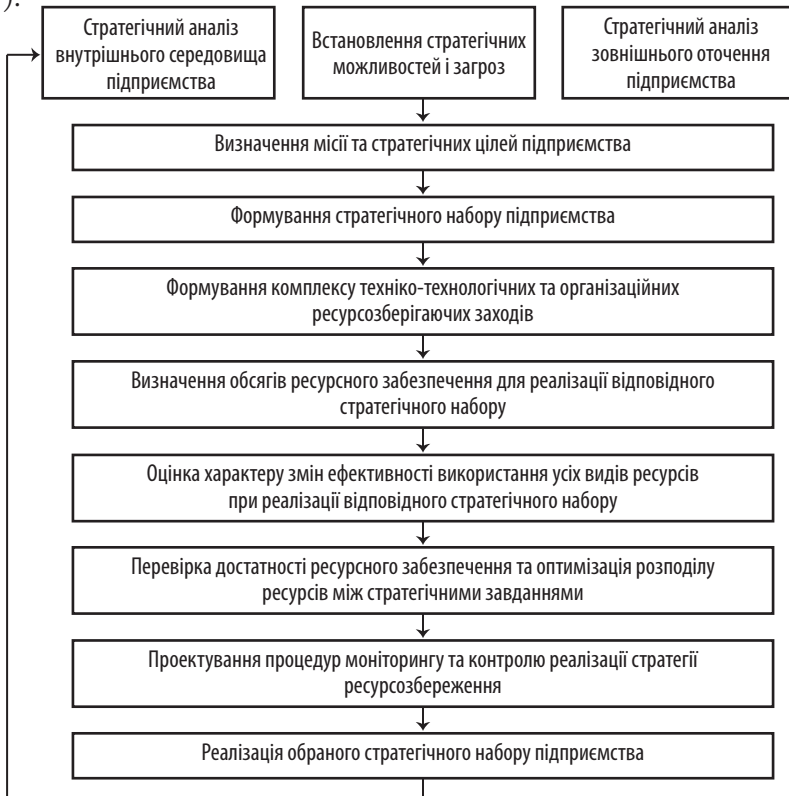 ).
Стратегічний аналіз
внутрішнього середовища
підприємства
Встановлення стратегічних
можливостей і загроз
Стратегічний аналіз
зовнішнього оточення
підприємства
Визначення місії та стратегічних цілей підприємства
Формування стратегічного набору підприємства
Формування комплексу техніко-технологічних та організаційних
ресурсозберігаючих заходів
Визначення обсягів ресурсного забезпечення для реалізації відповідного
стратегічного набору
Оцінка характеру змін ефективності використання усіх видів ресурсів
при реалізації відповідного стратегічного набору
Перевірка достатності ресурсного забезпечення та оптимізація розподілу
ресурсів між стратегічними завданнями
Проектування процедур моніторингу та контролю реалізації стратегії
ресурсозбереження
Реалізація обраного стратегічного набору підприємства